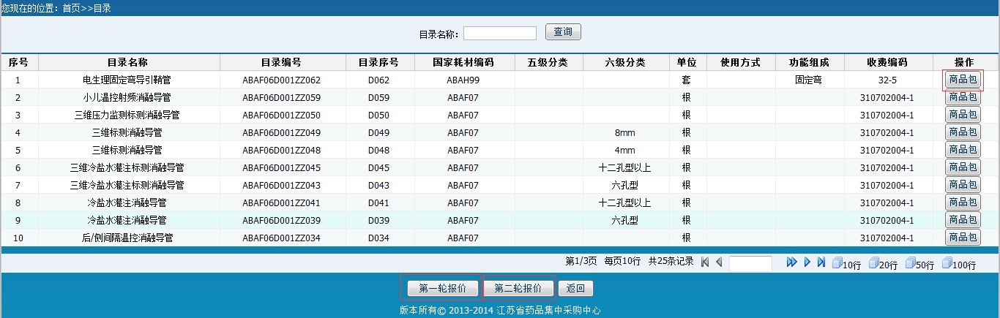 您现在的位置：首页>>目录
目录名称： 查询
序号 目录名称 目录编号 目录序号 国家耗材编码 五级分类 六级分类 单位 使用方式 功能组成 收费编码 操作
1 电生理固定弯导引鞘管 ABAF06D001ZZ062 D062 ABAH99 套 固定弯 32-5 商品包
2 小儿温控射频消融导管 ABAF06D001ZZ059 D059 ABAF07 根 310702004-1 商品包
3 三维压力监测标测消融导管 ABAF06D001ZZ050 D050 ABAF07 根 310702004-1 商品包
4 三维标测消融导管 ABAF06D001ZZ049 D049 ABAF07 8mm 根 310702004-1 商品包
5 三维标测消融导管 ABAF06D001ZZ048 D048 ABAF07 4mm 根 310702004-1 商品包
6 三维冷盐水灌注标测消融导管 ABAF06D001ZZ045 D045 ABAF07 十二孔型以上 根 310702004-1 商品包
7 三维冷盐水灌注标测消融导管 ABAF06D001ZZ043 D043 ABAF07 六孔型 根 310702004-1 商品包
8 冷盐水灌注消融导管 ABAF06D001ZZ041 D041 ABAF07 十二孔型以上 根 310702004-1 商品包
9 冷盐水灌注消融导管 ABAF06D001ZZ039 D039 ABAF07 六孔型 根 310702004-1 商品包
10 后/侧间隔温控消融导管 ABAF06D001ZZ034 D034 ABAF07 根 310702004-1 商品包
第1/3页 每页10行 共25条记录 10行 20行 50行 100行
第一轮报价 第二轮报价 返回
版本所有© 2013-2014 江苏省药品集中采购中心